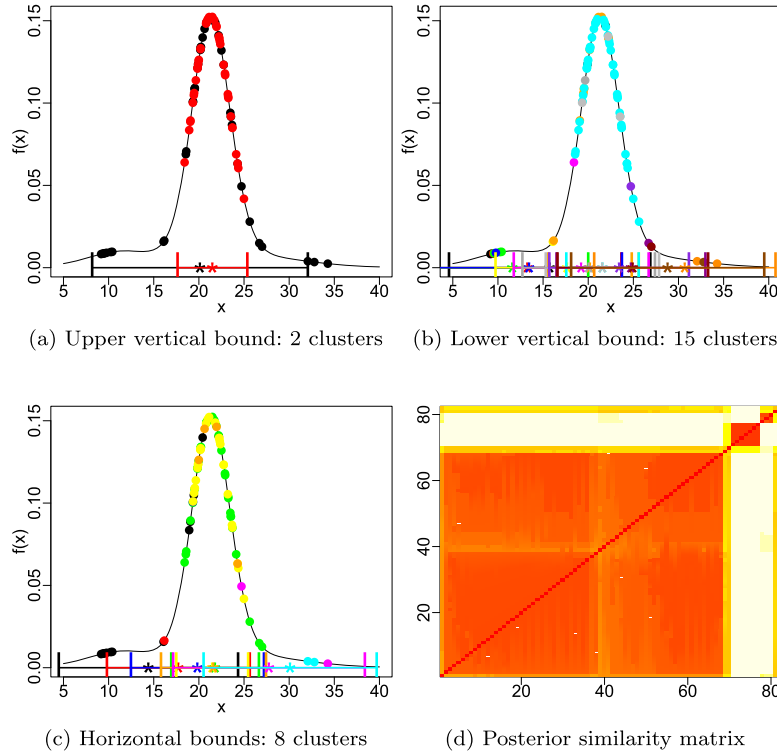 0.15
0.10
0.05
0.00
f(x)
5 10 15 20 25 30 35 40
x
(a) Upper vertical bound: 2 clusters
0.15
0.10
0.05
0.00
f(x)
5 10 15 20 25 30 35 40
x
(b) Lower vertical bound: 15 clusters
0.15
0.10
0.05
0.00
f(x)
5 10 15 20 25 30 35 40
x
(c) Horizontal bounds: 8 clusters
80
60
40
20
20 40 60 80
(d) Posterior similarity matrix